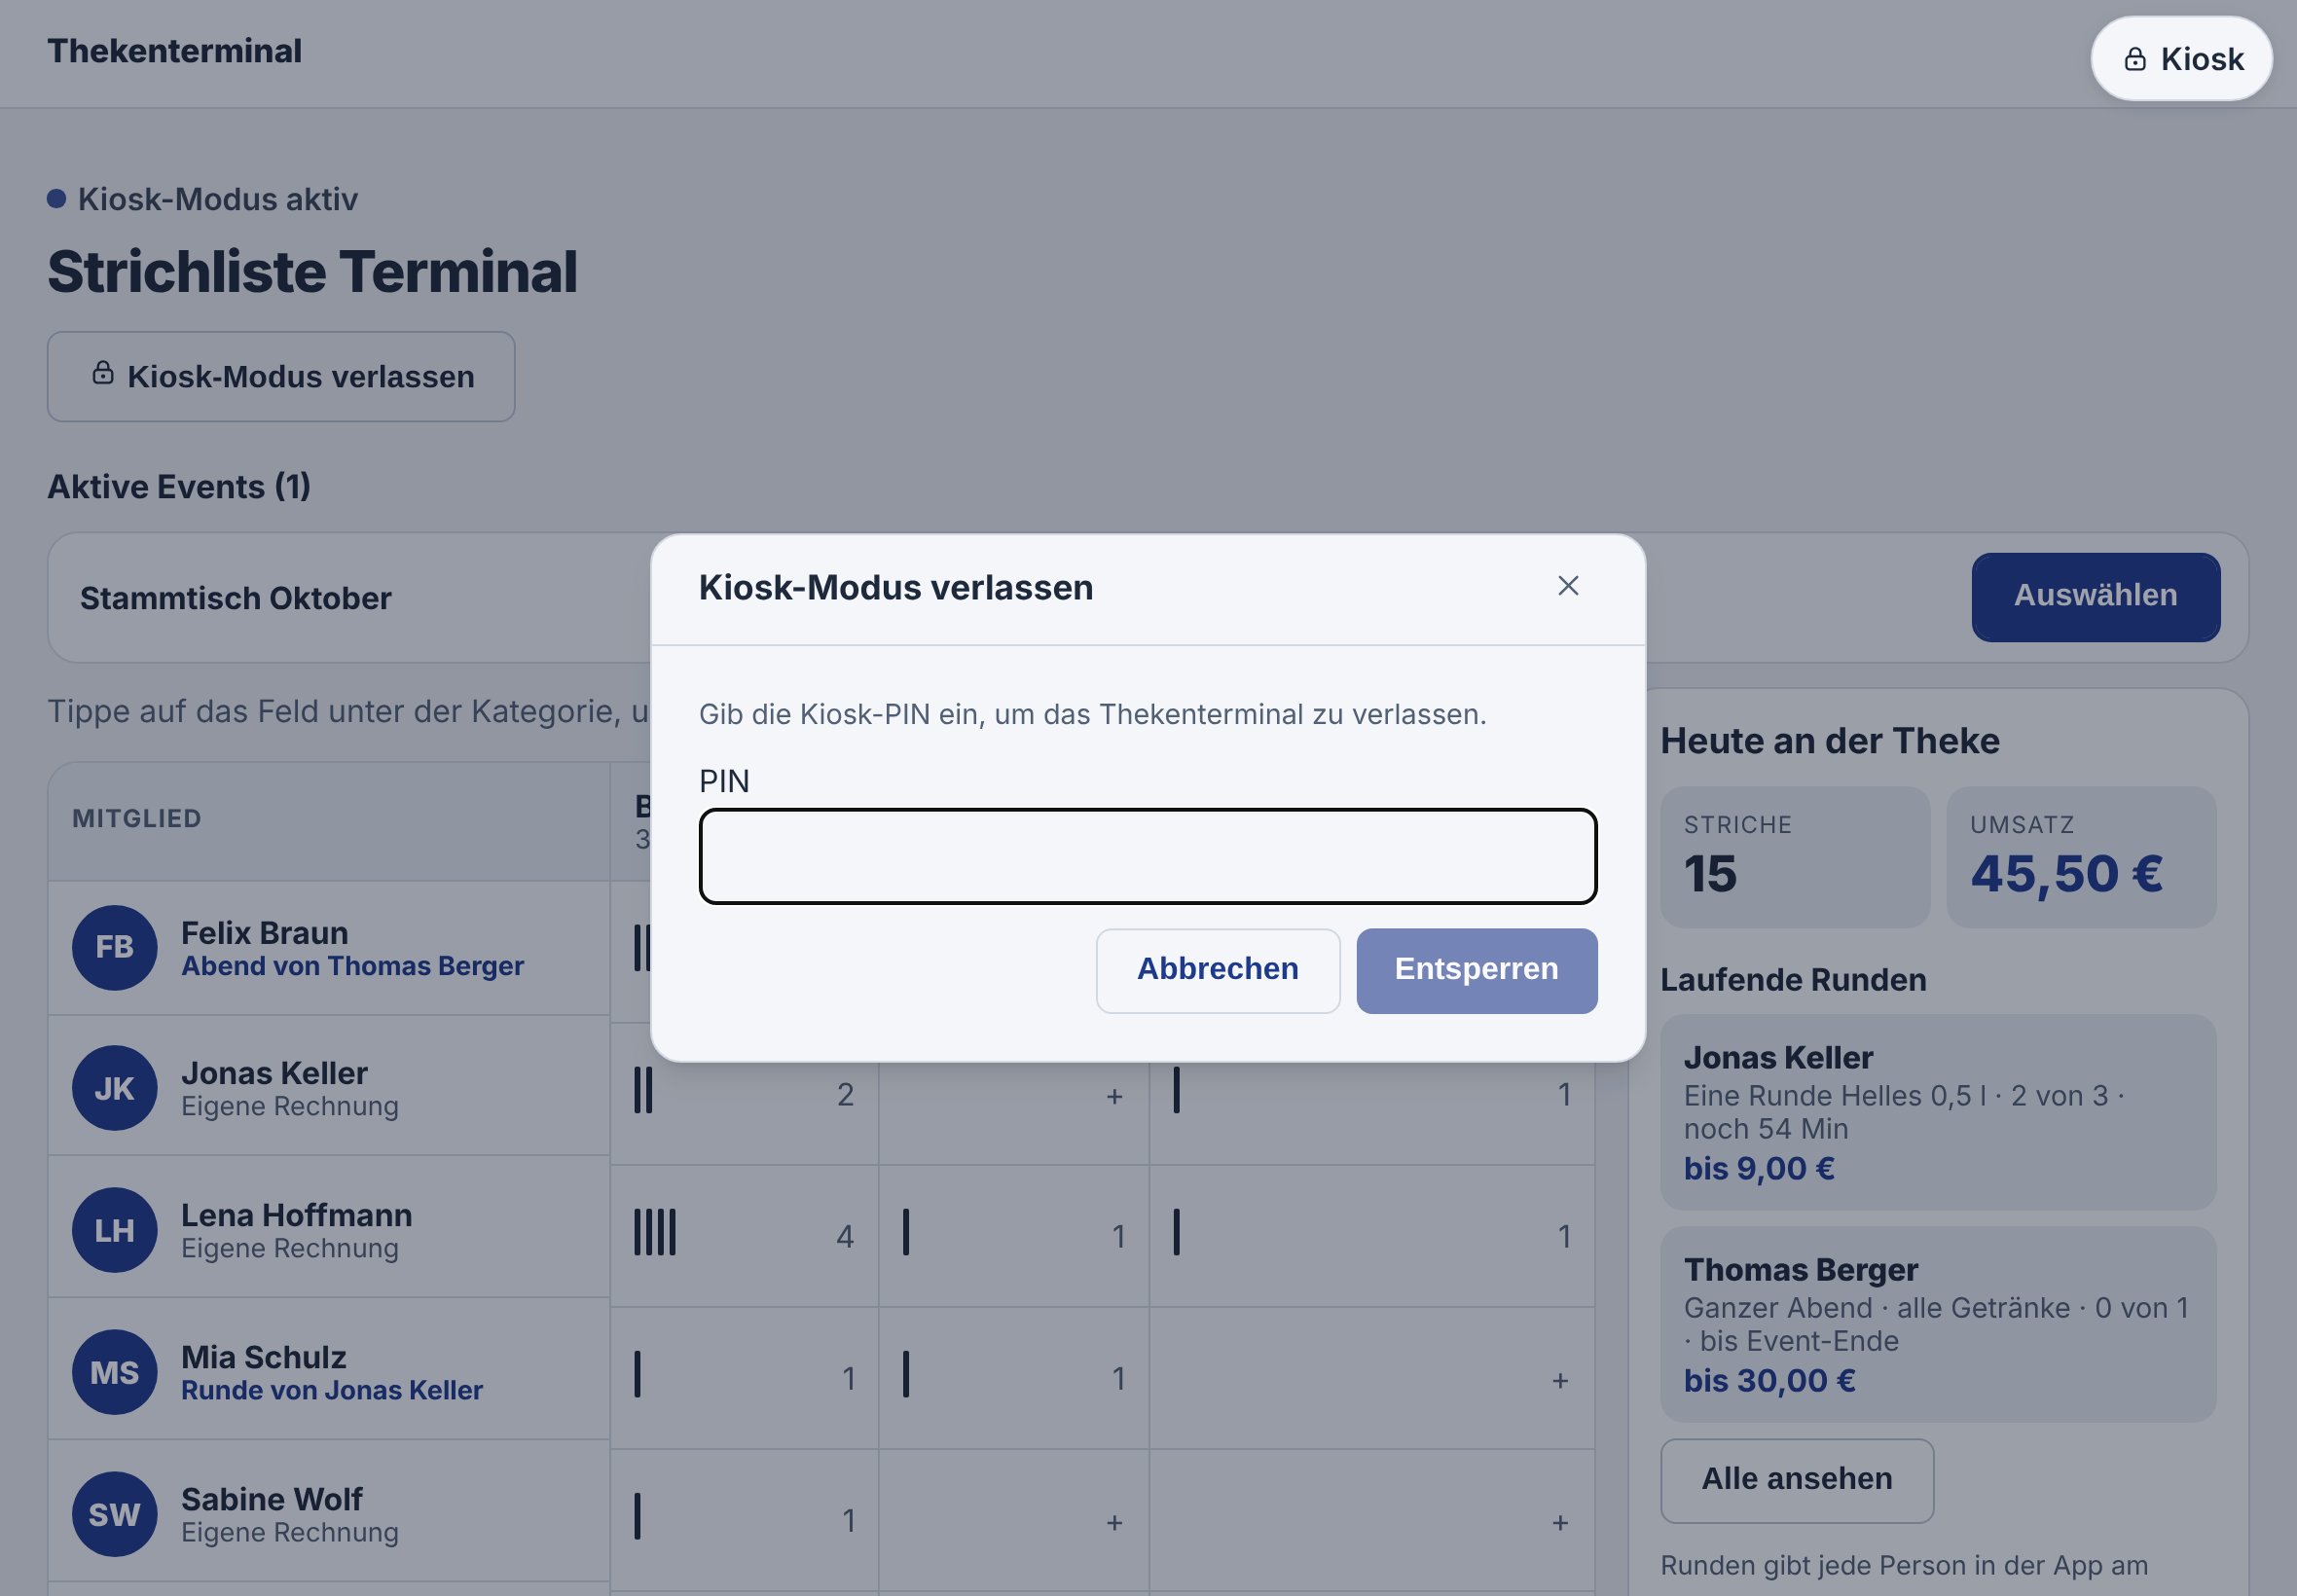 Thekenterminal
Kiosk
Kiosk-Modus aktiv
Strichliste Terminal
Kiosk-Modus verlassen
Aktive Events (1)
Stammtisch Oktober
Auswählen
Tippe auf das Feld unter der Kategorie,
Kiosk-Modus verlassen
Gib die Kiosk-PIN ein, um das Thekenterminal zu verlassen.
PIN
Abbrechen
Entsperren
MITGLIED
FB
Felix Braun
Abend von Thomas Berger
JK
Jonas Keller
Eigene Rechnung
2
+
1
LH
Lena Hoffmann
Eigene Rechnung
4
1
1
MS
Mia Schulz
Runde von Jonas Keller
1
1
+
SW
Sabine Wolf
Eigene Rechnung
1
+
+
Heute an der Theke
STRICHE
15
UMSATZ
45,50 €
Laufende Runden
Jonas Keller
Eine Runde Helles 0,5 l · 2 von 3 ·
noch 54 Min
bis 9,00 €
Thomas Berger
Ganzer Abend · alle Getränke · 0 von 1
· bis Event-Ende
bis 30,00 €
Alle ansehen
Runden gibt jede Person in der App am